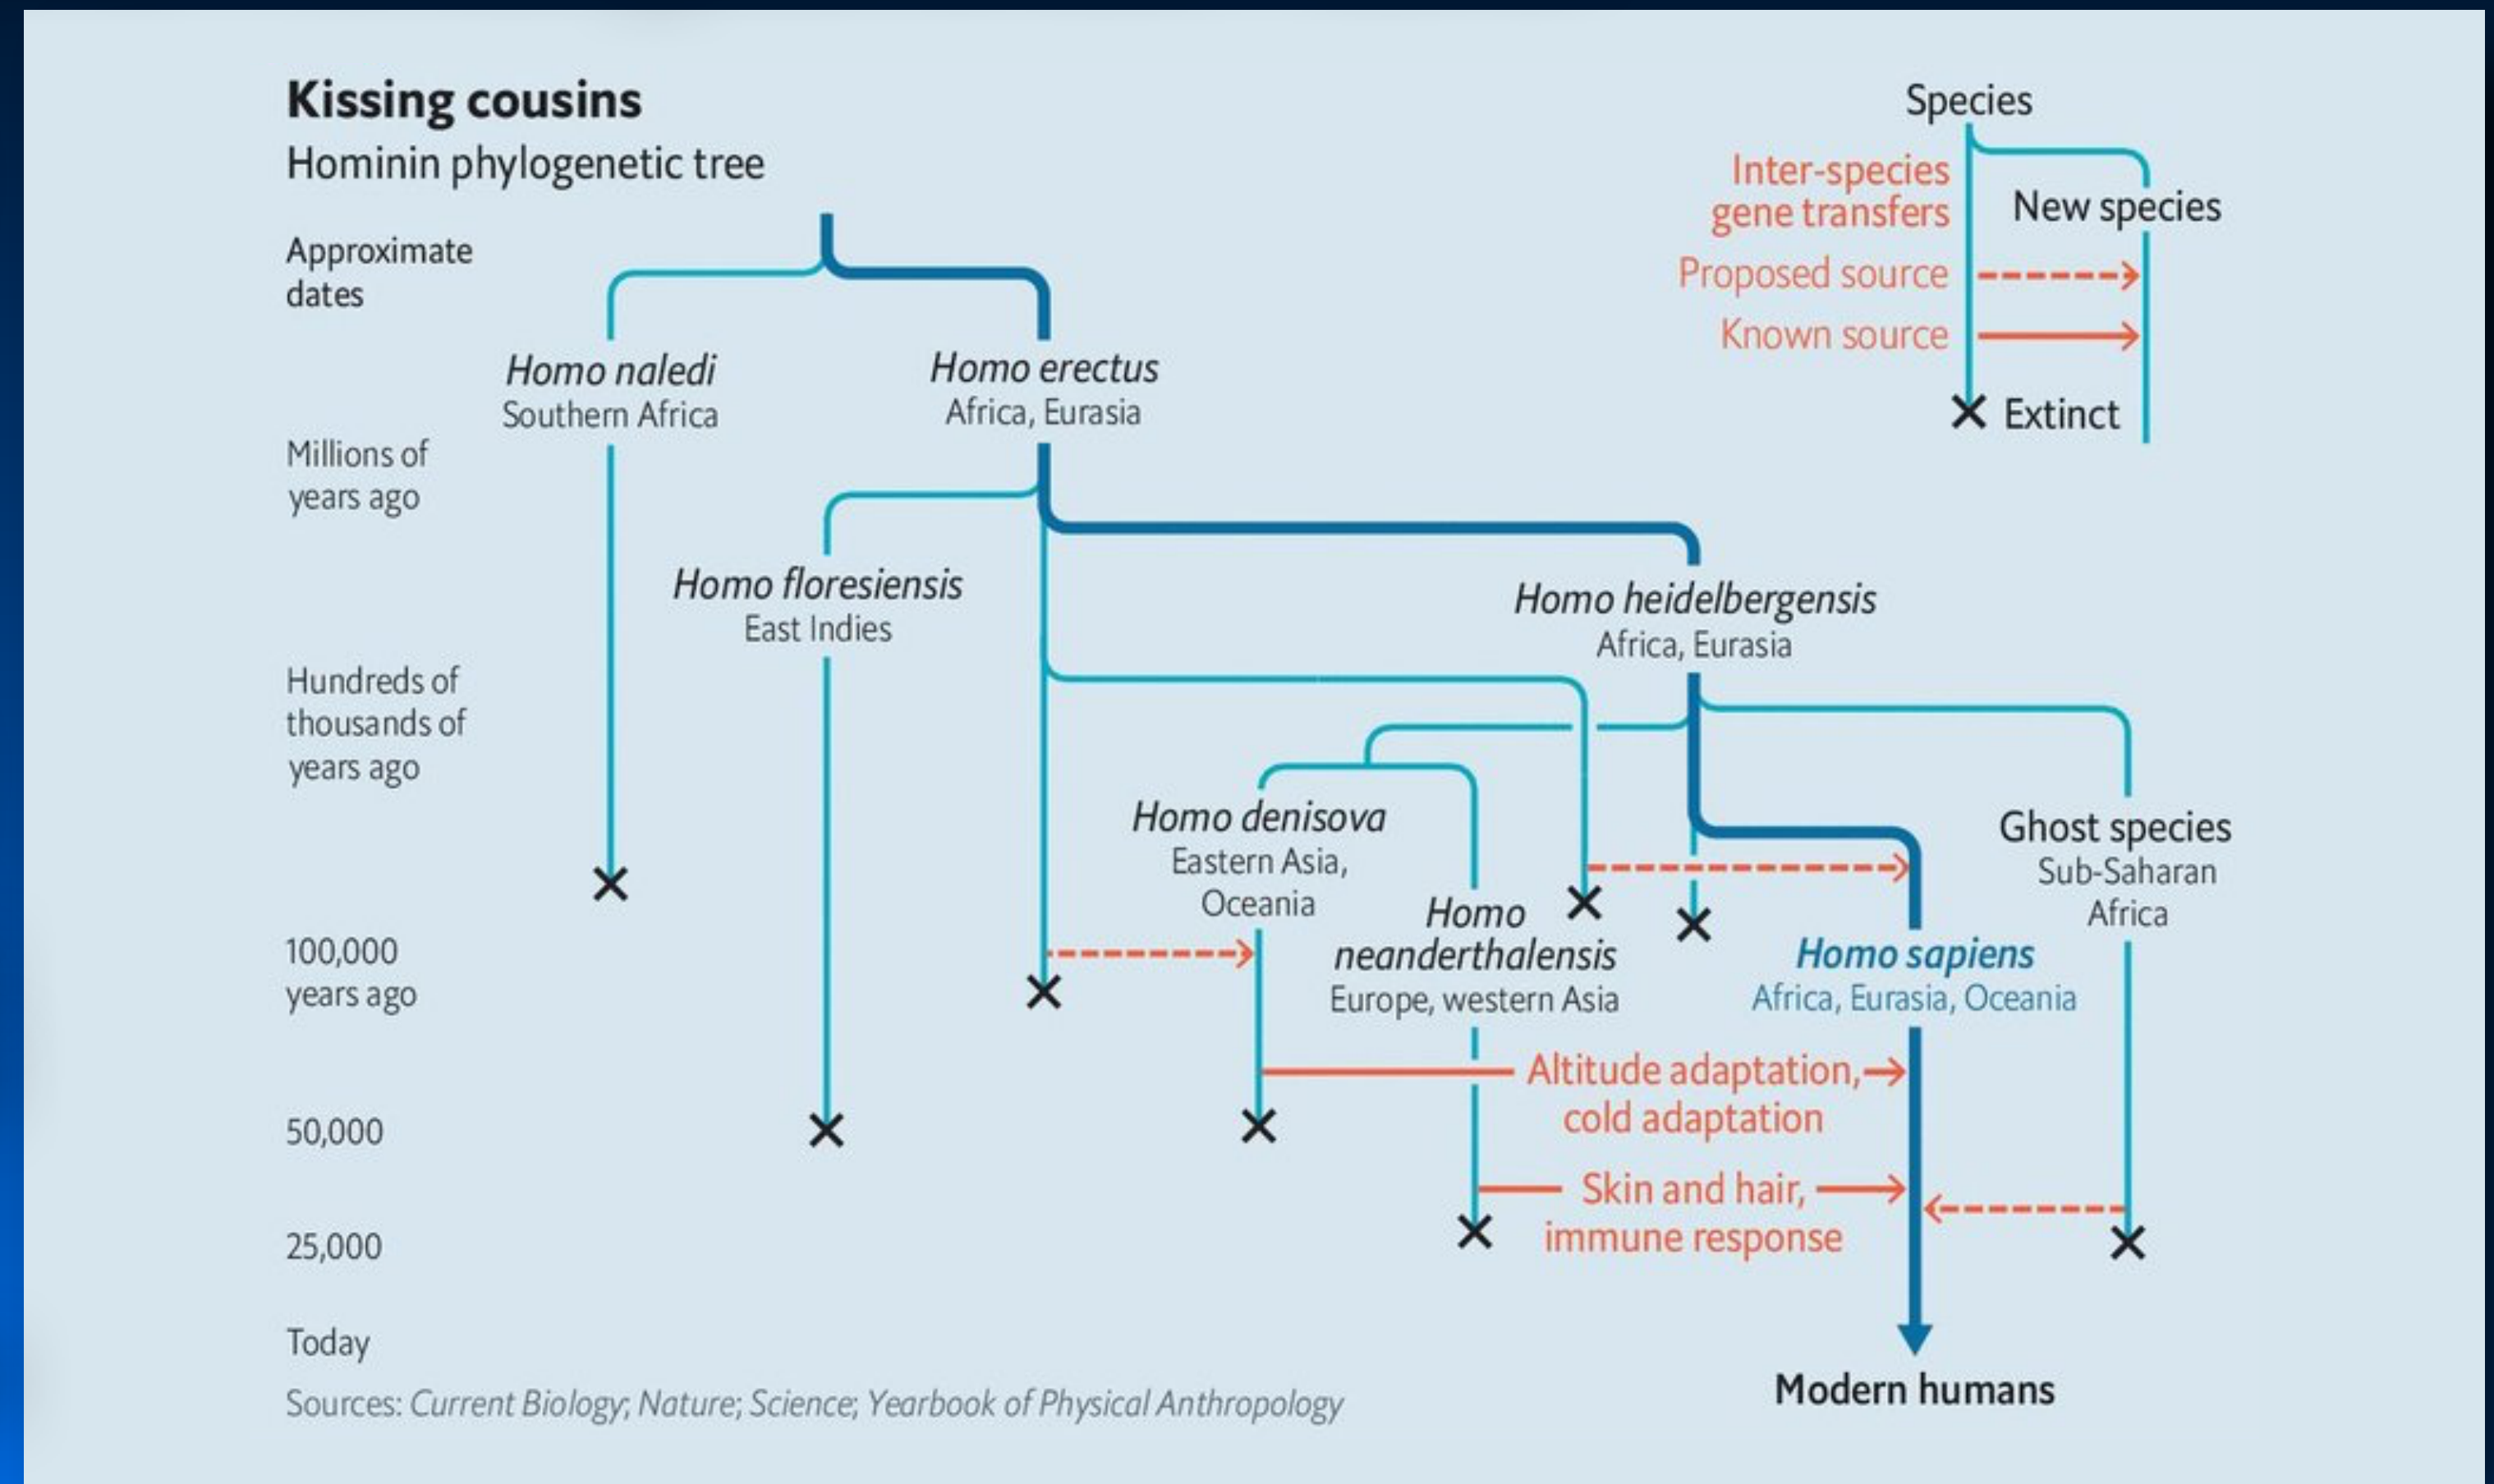 Kissing cousins
Hominin phylogenetic tree
Species
Inter-species
gene transfers
New species
Proposed source
Known source
Extinct
Approximate
dates
Homo naledi
Southern Africa
Homo erectus
Africa, Eurasia
Millions of
years ago
Homo floresiensis
East Indies
Homo heidelbergensis
Africa, Eurasia
Hundreds of
thousands of
years ago
Homo denisova
Eastern Asia,
Oceania
Ghost species
Sub-Saharan
Africa
Homo
neanderthalensis
Europe, western Asia
Homo sapiens
Africa, Eurasia, Oceania
100,000
years ago
Altitude adaptation,
cold adaptation
50,000
Skin and hair,
immune response
25,000
Today
Modern humans
Sources: Current Biology; Nature; Science; Yearbook of Physical Anthropology